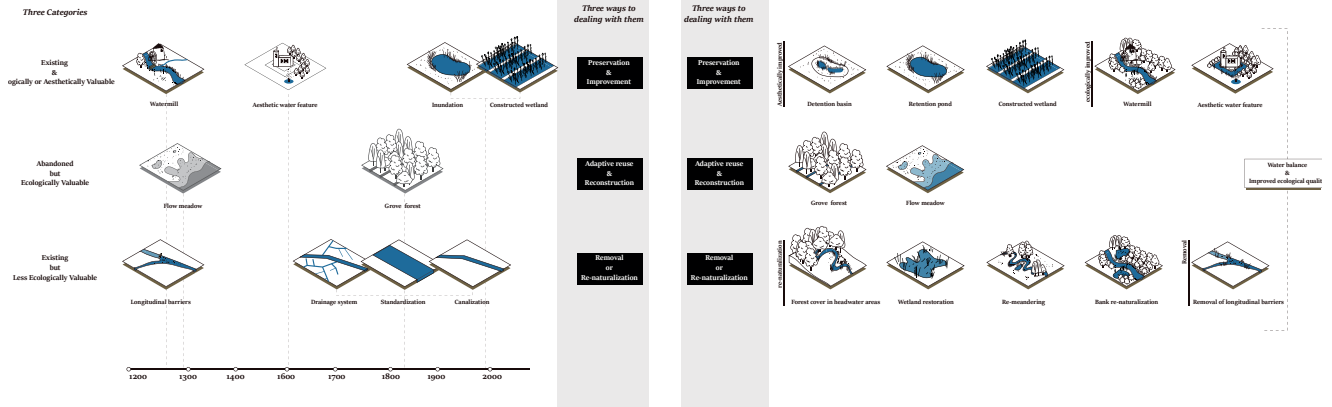 Three Categories
Three ways to
dealing with them
Three ways to
dealing with them
Existing
&
ogically or Aesthetically Valuable
Watermill
Aesthetic water feature
Inundation
Constructed wetland
Preservation
&
Improvement
Preservation
&
Improvement
Aesthetically improved
Detention basin
Retention pond
Constructed wetland
ecologically improved
Watermill
Aesthetic water feature
Abandoned
but
Ecologically Valuable
Flow meadow
Grove forest
Adaptive reuse
&
Reconstruction
Adaptive reuse
&
Reconstruction
Grove forest
Flow meadow
Water balance
&
Improved ecological qualit
Existing
but
Less Ecologically Valuable
Longitudinal barriers
Drainage system
Standardization
Canalization
Removal
or
Re-naturalization
Removal
or
Re-naturalization
re-naturalization
Forest cover in headwater areas
Wetland restoration
Re-meandering
Bank re-naturalization
Removal
Removal of longitudinal barriers
1200
1300
1400
1600
1700
1800
1900
2000